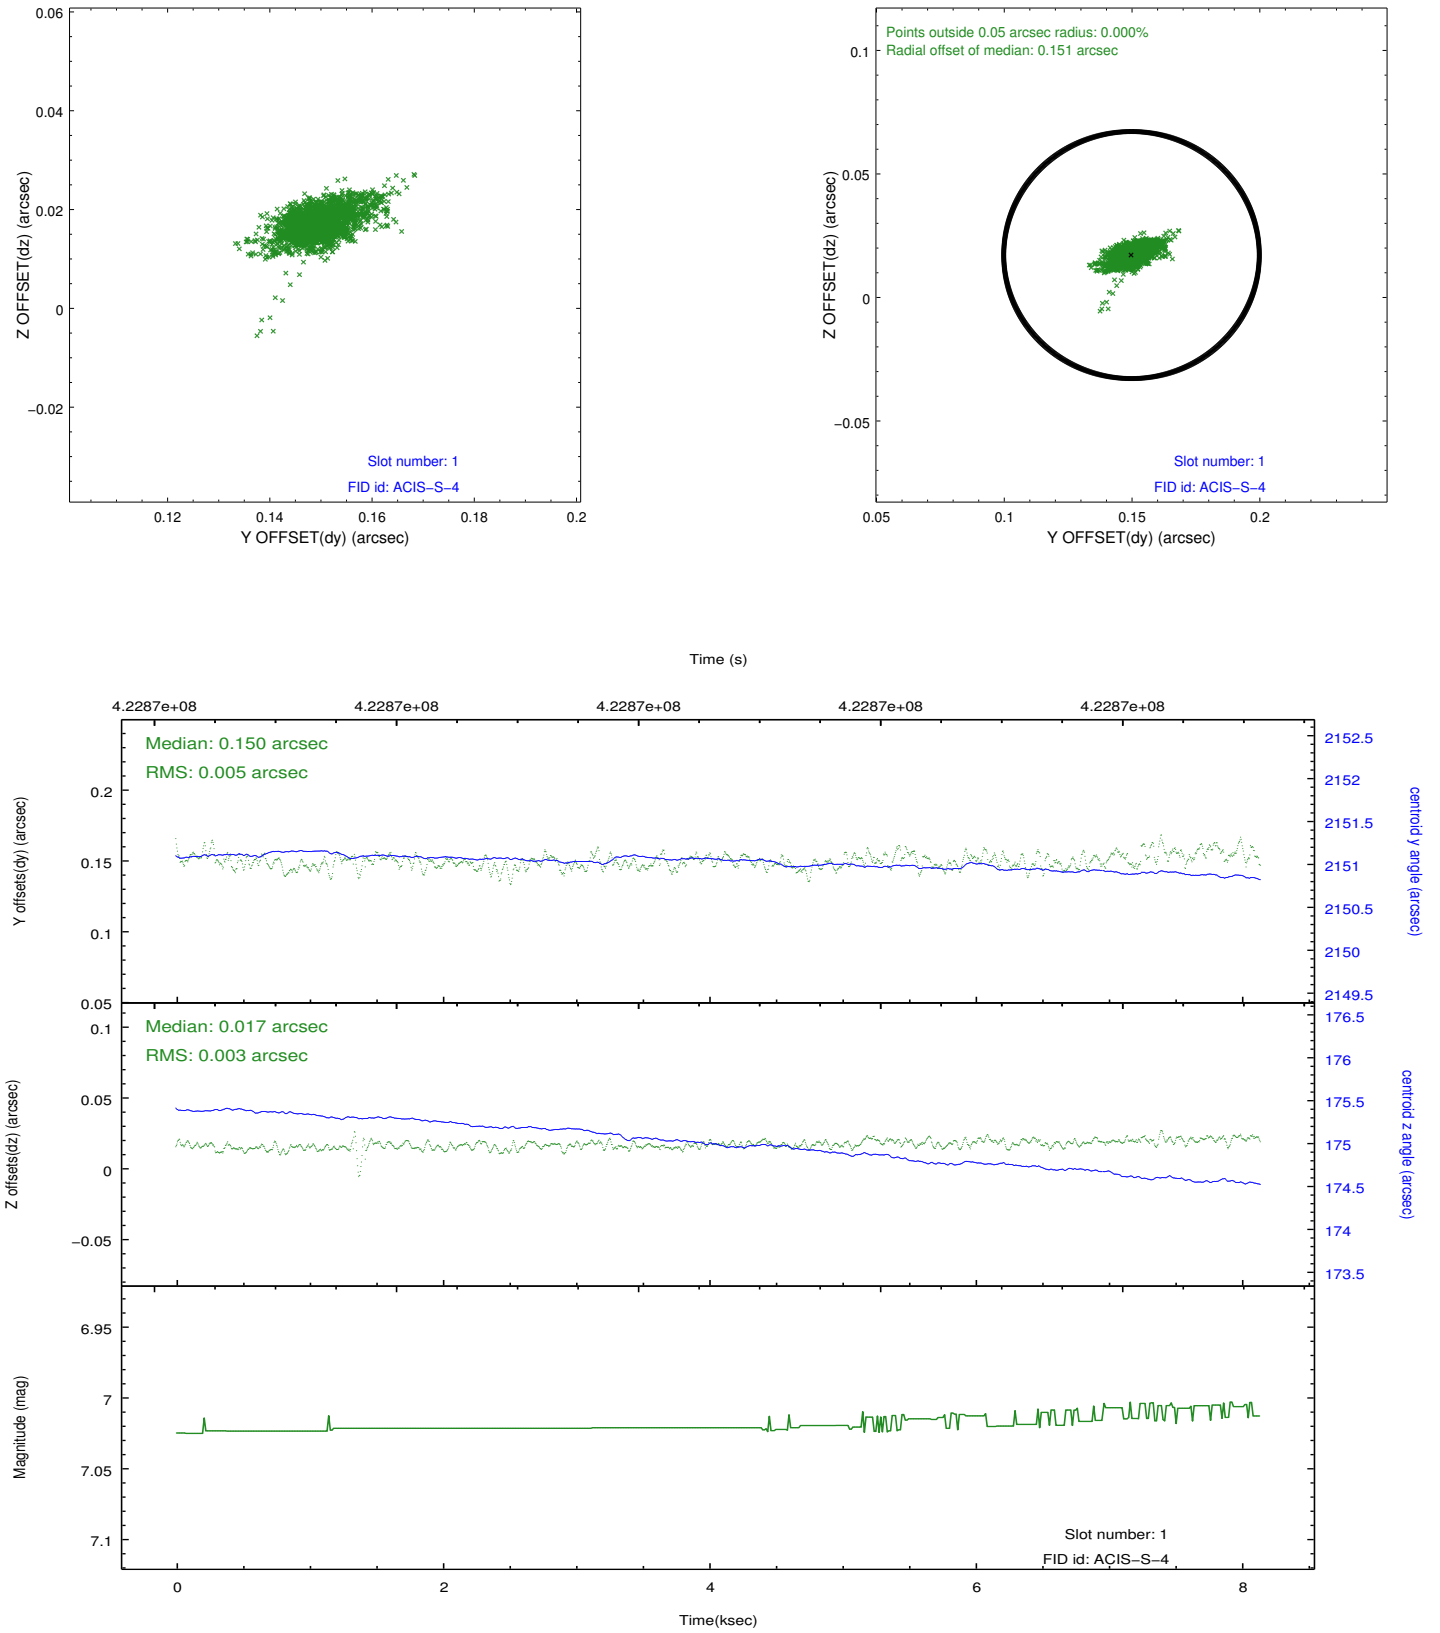 0.06
0.04
0.02
0
−0.02
Z OFFSET(dz) (arcsec)
Slot number: 1
FID id: ACIS−S−4
0.12 0.14 0.16 0.18 0.2
Y OFFSET(dy) (arcsec)
Points outside 0.05 arcsec radius: 0.000%
Radial offset of median: 0.151 arcsec
0.1
0.05
0
−0.05
Z OFFSET(dz) (arcsec)
Slot number: 1
FID id: ACIS−S−4
0.05 0.1 0.15 0.2
Y OFFSET(dy) (arcsec)
Time (s)
4.2287e+08 4.2287e+08 4.2287e+08 4.2287e+08 4.2287e+08
Median: 0.150 arcsec
RMS: 0.005 arcsec
0.2
0.15
0.1
0.05
Y offsets(dy) (arcsec)
2152.5
2152
2151.5
2151
2150.5
2150
2149.5
centroid y angle (arcsec)
Median: 0.017 arcsec
RMS: 0.003 arcsec
0.1
0.05
0
−0.05
Z offsets(dz) (arcsec)
176.5
176
175.5
175
174.5
174
173.5
centroid z angle (arcsec)
6.95
7
7.05
7.1
Magnitude (mag)
Slot number: 1
FID id: ACIS−S−4
0 2 4 6 8
Time(ksec)